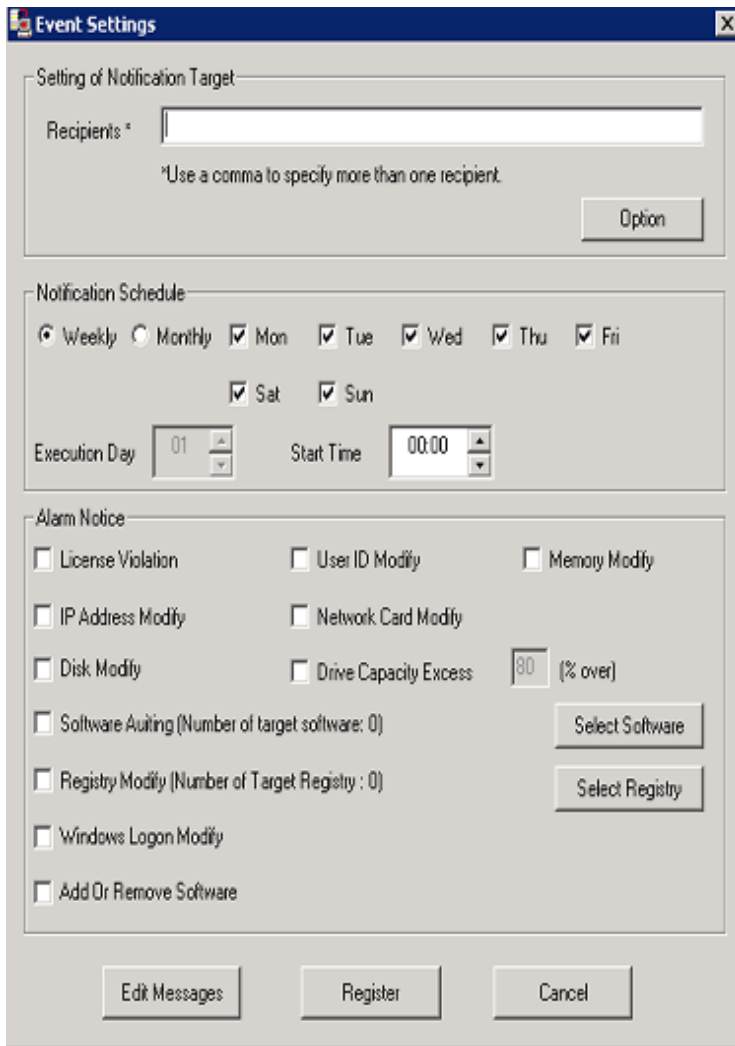 Event Settings
Setting of Notification Target
Recipients *
*Use a comma to specify more than one recipient.
Option
Notification Schedule
Weekly Monthly Mon Tue Wed Thu Fri
Sat Sun
Execution Day 01 Start Time 00:00
Alarm Notice
License Violation User ID Modify Memory Modify
IP Address Modify Network Card Modify
Disk Modify Drive Capacity Excess 80 (% over)
Software Auiting (Number of target software: 0) Select Software
Registry Modify (Number of Target Registry : 0) Select Registry
Windows Logon Modify
Add Or Remove Software
Edit Messages Register Cancel